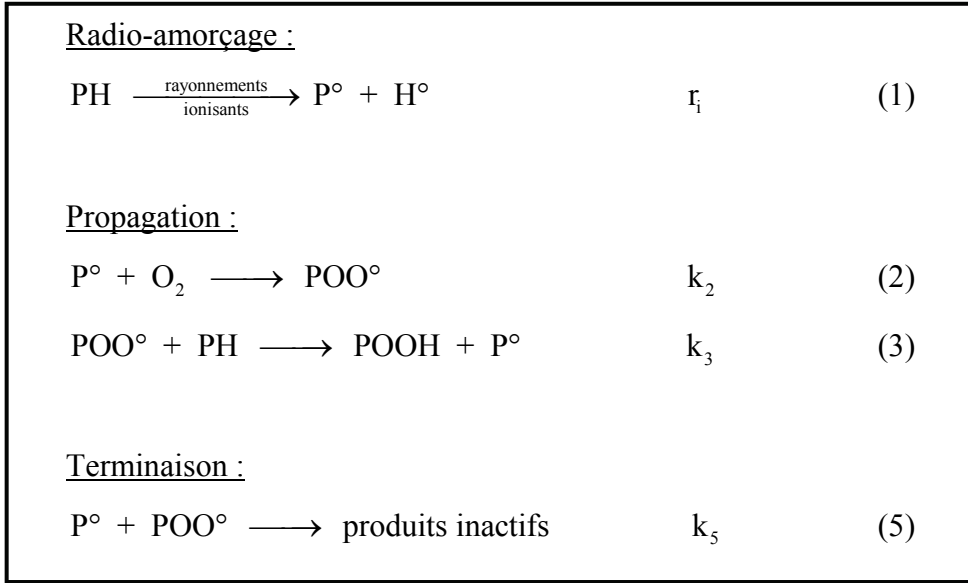 Radio-amorçage :
PH rayonnements ionisants ⟶ P° + H° r_i (1)
Propagation :
P° + O₂ ⟶ POO° k₂ (2)
POO° + PH ⟶ POOH + P° k₃ (3)
Terminaison :
P° + POO° ⟶ produits inactifs k₅ (5)